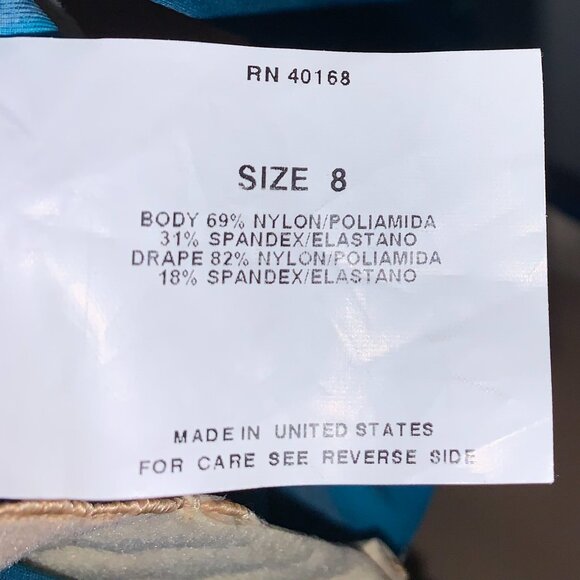 RN 40168
SIZE 8
BODY 69% NYLON/POLIAMIDA
31% SPANDEX/ELASTANO
DRAPE 82% NYLON/POLIAMIDA
18% SPANDEX/ELASTANO
MADE IN UNITED STATES
FOR CARE SEE REVERSE SIDE